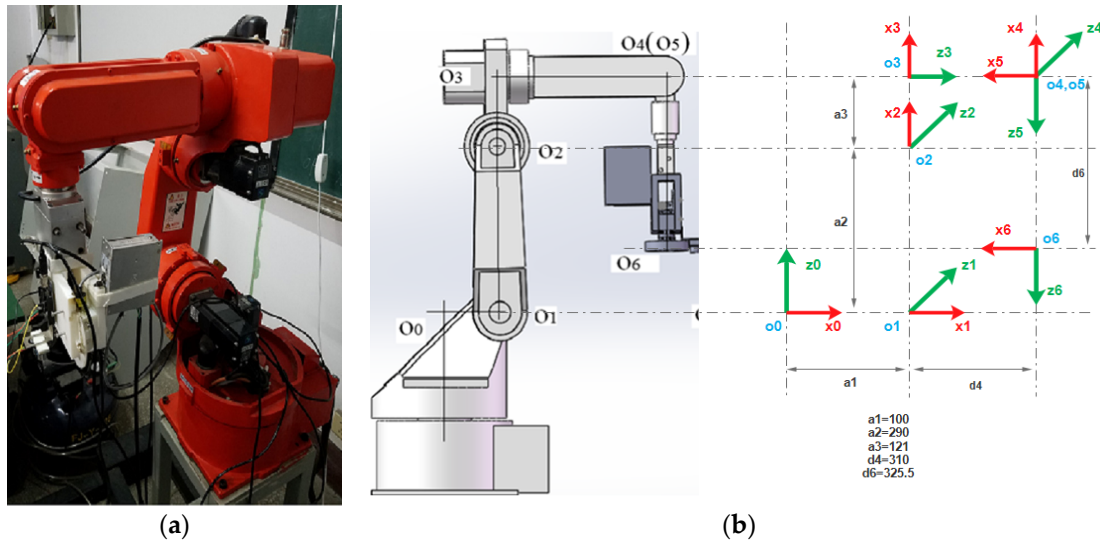 O3
O4(O5)
O2
O6
O0
O1
x3
z3
o3
x4
z4
x5
o4,o5
a3
x2
z2
z5
o2
d6
a2
x6
o6
z0
z1
z6
o0
x0
o1
x1
a1
d4
a1=100
a2=290
a3=121
d4=310
d6=325.5
(a)
(b)